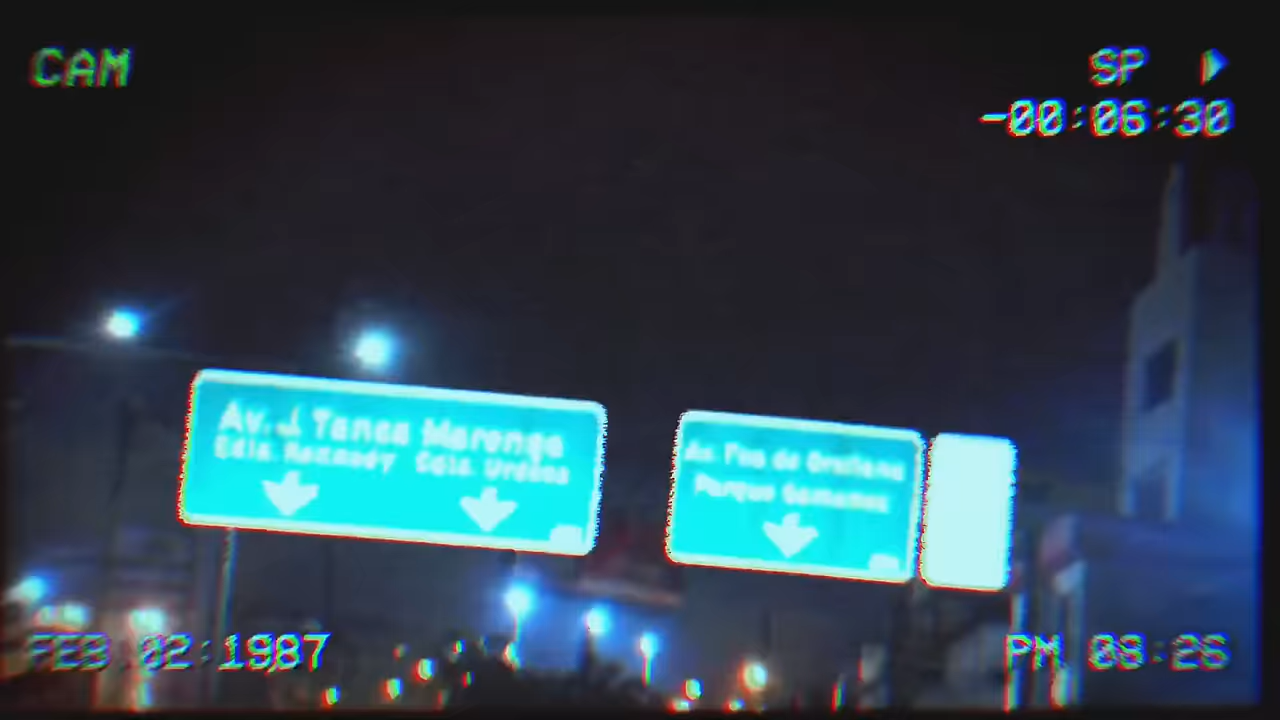 CAM
SP
-00:06:30
Av. J. Tanca Marengo
Cdla. Kennedy Cdla. Urdesa
Av. Fco de Orellana
Parque Samanes
FEB 02:1987
PM 08:26